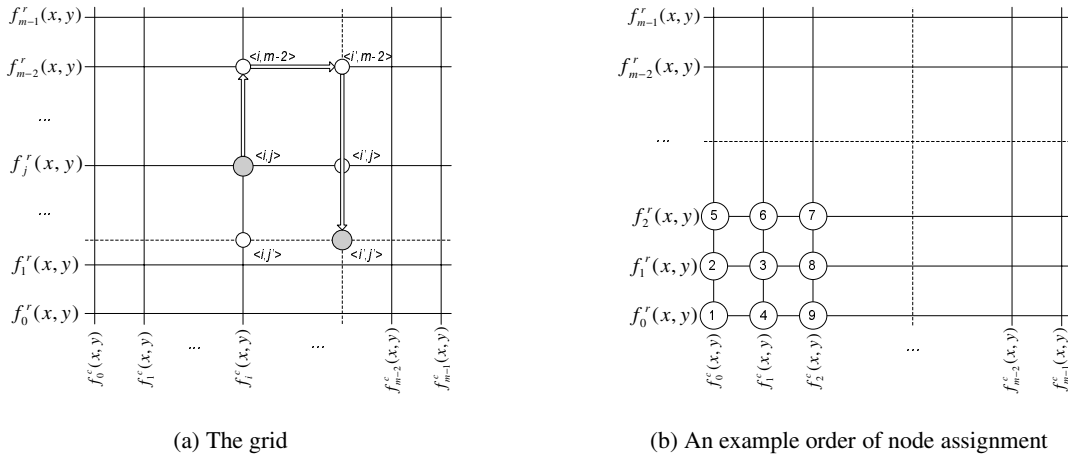 f^r_{m-1}(x, y)
<i,m-2> <i',m-2>
f^r_{m-2}(x, y)
...
<i,j> <i',j>
f^r_j(x, y)
...
<i,j'> <i',j'>
f^r_1(x, y)
f^r_0(x, y)
f^c_0(x, y) f^c_1(x, y) ... f^c_i(x, y) ... f^c_{m-2}(x, y) f^c_{m-1}(x, y)
(a) The grid
f^r_{m-1}(x, y)
f^r_{m-2}(x, y)
...
f^r_2(x, y) 5 6 7
f^r_1(x, y) 2 3 8
f^r_0(x, y) 1 4 9
f^c_0(x, y) f^c_1(x, y) f^c_2(x, y) ... f^c_{m-2}(x, y) f^c_{m-1}(x, y)
(b) An example order of node assignment